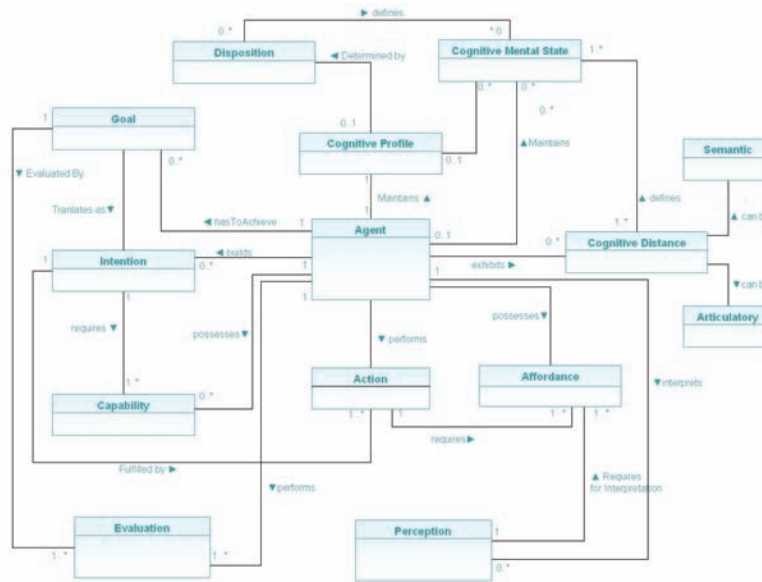 ► defines
0..*
*:0
Disposition
Cognitive Mental State
1..*
◄ Determined by
0..*
0..*
0..*
1
Goal
0..1
▼ Evaluated By
0..*
Cognitive Profile
0..1
▲Maintains
Semantic
1
Maintains ▲
Tranlates as▼
◄ hasToAchieve
1
1
▲ defines
▲ can b
Agent
0..1
1..*
0..*
Cognitive Distance
◄ builds
1
Intention
0..*
1
1
exhibits ►
1
1
▼ can b
Articulatory
requires ▼
possesses▼
possesses▼
▼ performs
1..*
0..*
Capability
Action
Affordance
▼interprets
1..*
1
1..*
1..*
requires ►
Fulfilled by ►
▼performs
▲ Requires
for Interpretation
Evaluation
Perception
1
1..*
1..*
0..*